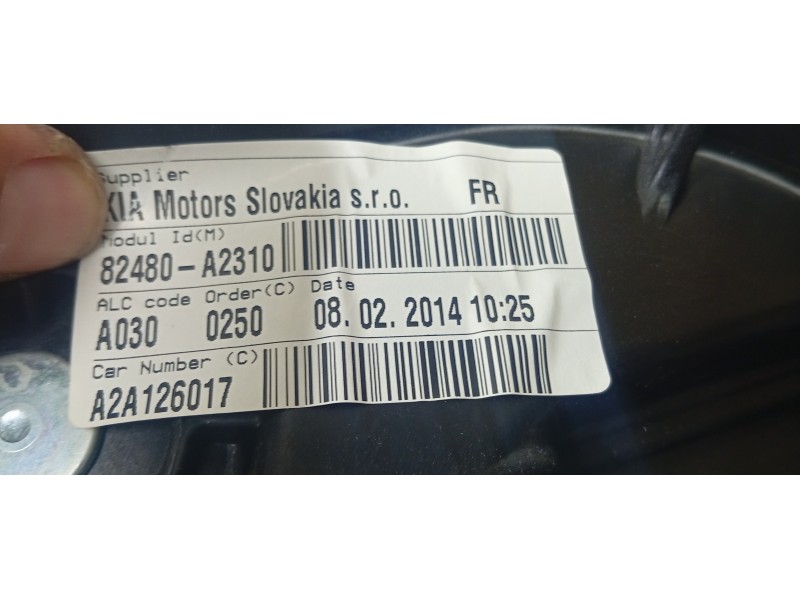 Supplier
KIA Motors Slovakia s.r.o. FR
Modul Id(M)
82480-A2310
ALC code Order(C) Date
A030 0250 08. 02. 2014 10:25
Car Number (C)
A2A126017